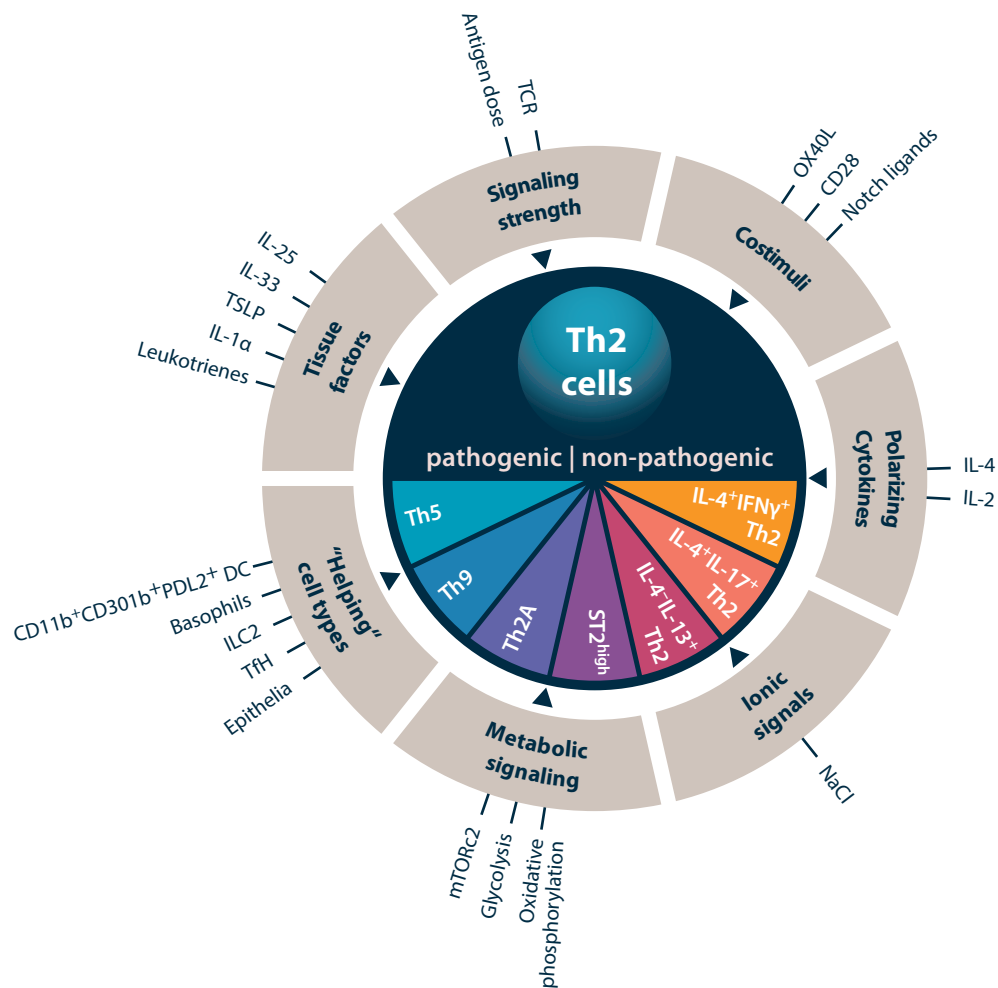 Antigen dose
TCR
Signaling
strength
OX40L
CD28
Notch ligands
Costimuli
Polarizing
Cytokines
IL-4
IL-2
Ionic
signals
NaCl
Metabolic
signaling
mTORc2
Glycolysis
Oxidative
phosphorylation
"Helping"
cell types
CD11b⁺CD301b⁺PDL2⁺ DC
Basophils
ILC2
TfH
Epithelia
Tissue
factors
IL-25
IL-33
TSLP
IL-1α
Leukotrienes
Th2
cells
pathogenic | non-pathogenic
Th5
Th9
Th2A
ST2ʰⁱᵍʰ
IL-4⁻IL-13⁺
Th2
IL-4⁺IL-17⁺
Th2
IL-4⁺IFNγ⁺
Th2